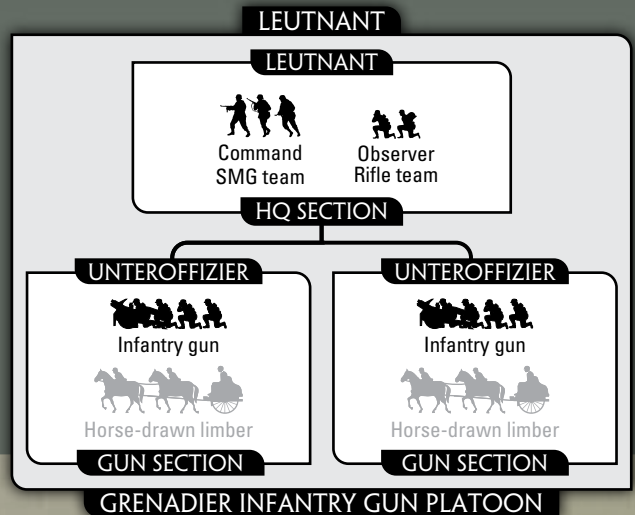 LEUTNANT
LEUTNANT
Command
SMG team
Observer
Rifle team
HQ SECTION
UNTEROFFIZIER
Infantry gun
Horse-drawn limber
GUN SECTION
UNTEROFFIZIER
Infantry gun
Horse-drawn limber
GUN SECTION
GRENADIER INFANTRY GUN PLATOON